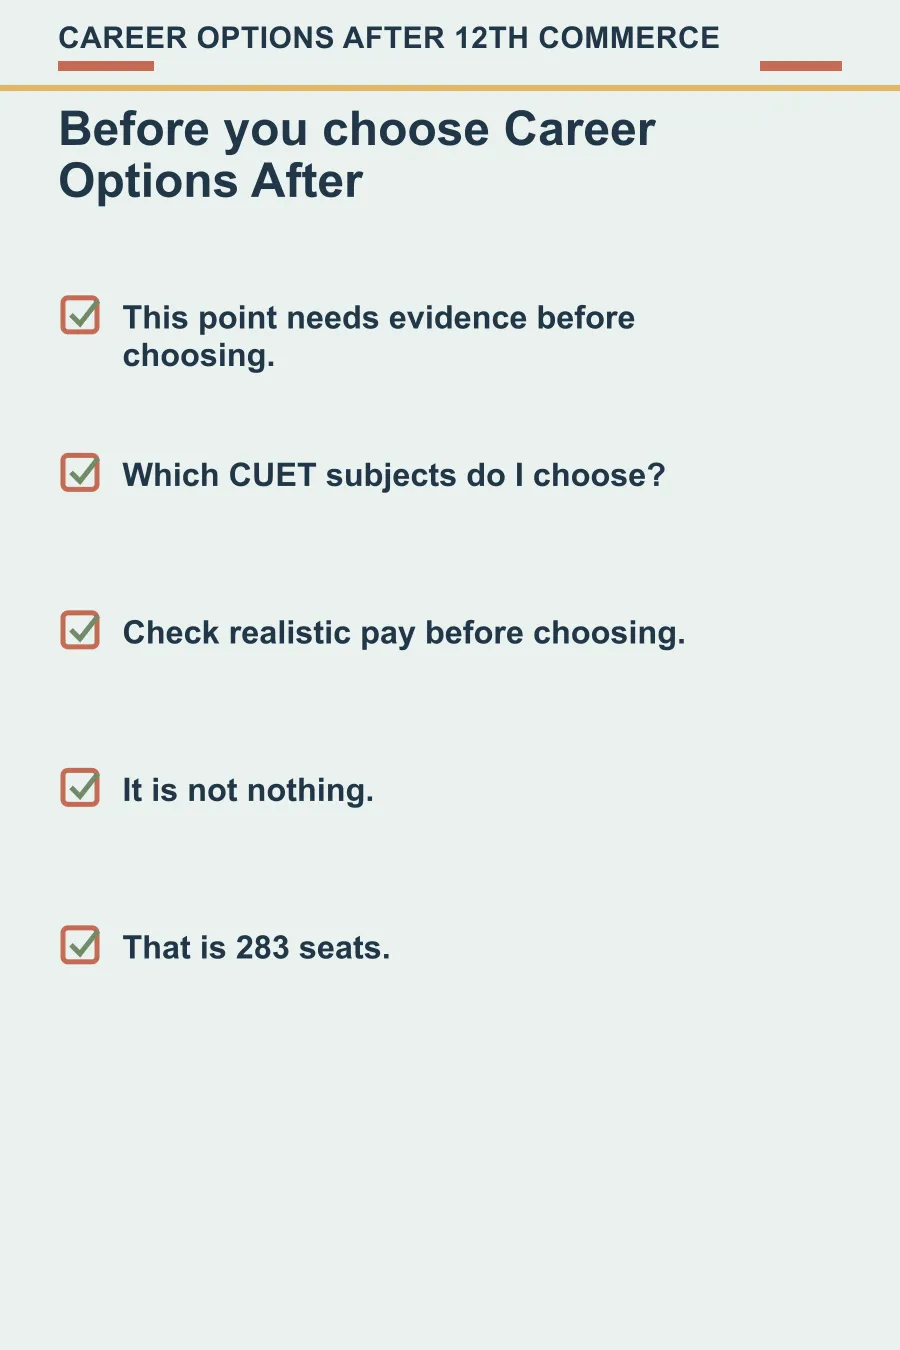 CAREER OPTIONS AFTER 12TH COMMERCE
Before you choose Career
Options After
This point needs evidence before
choosing.
Which CUET subjects do I choose?
Check realistic pay before choosing.
It is not nothing.
That is 283 seats.